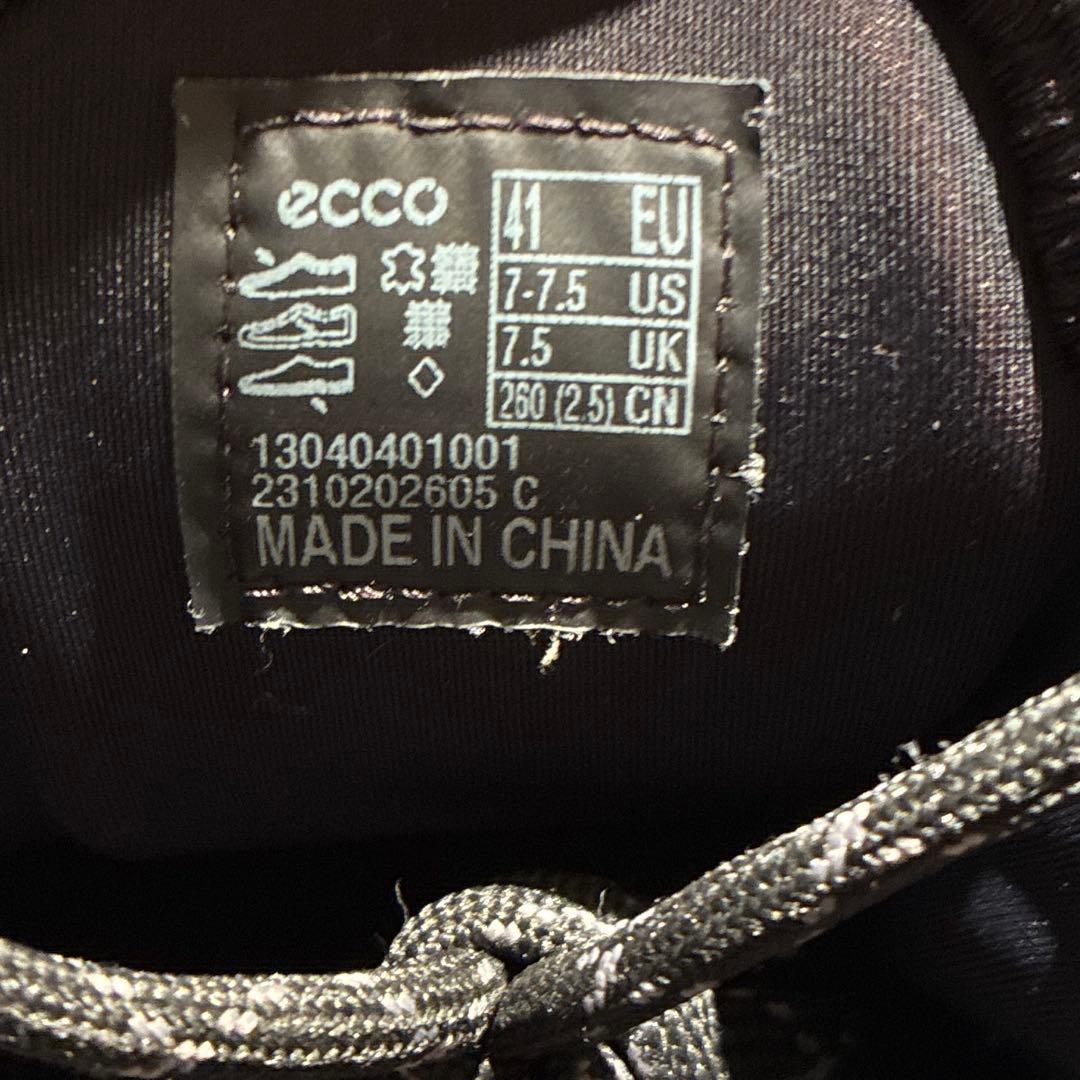 ecco
41 EU
7-7.5 US
7.5 UK
260 (2.5) CN
13040401001
2310202605 C
MADE IN CHINA